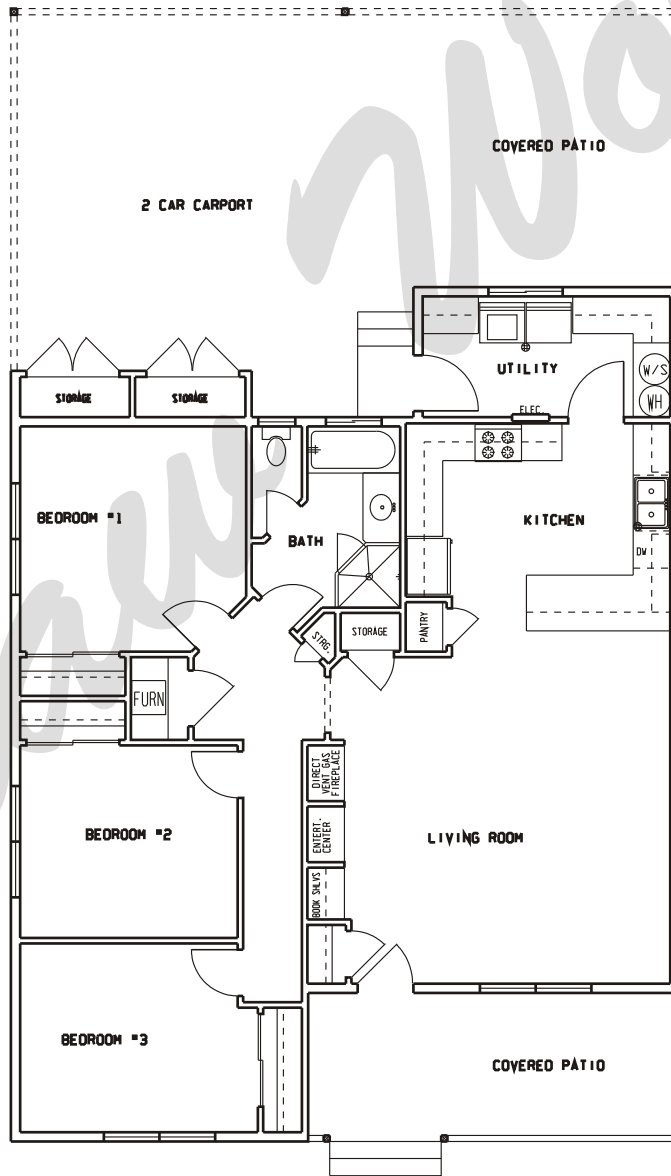 COVERED PATIO
2 CAR CARPORT
UTILITY
W/S
WH
ELEC.
STORAGE
STORAGE
BEDROOM #1
BATH
KITCHEN
DW
PANTRY
STORAGE
STRG.
FURN
DIRECT
VENT GAS
FIREPLACE
ENTERT.
CENTER
BEDROOM #2
LIVING ROOM
BOOK SHLVS
BEDROOM #3
COVERED PATIO